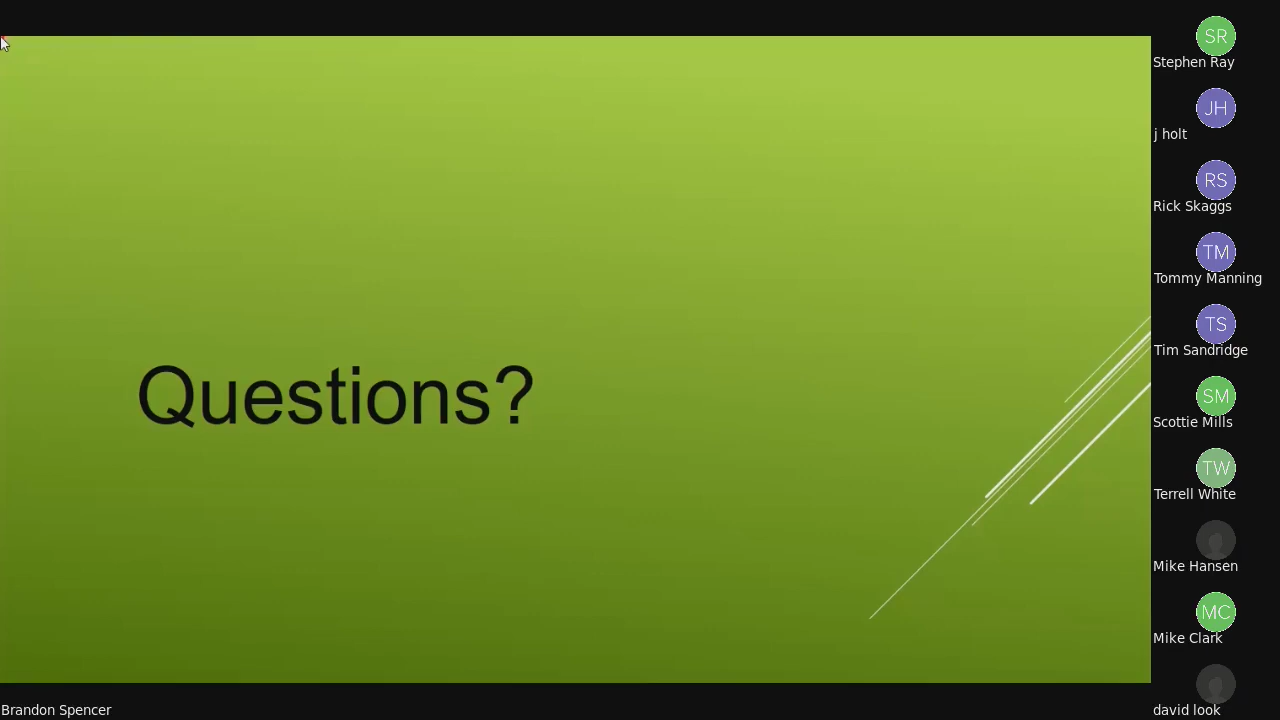 Questions?
SR
Stephen Ray
JH
j holt
RS
Rick Skaggs
TM
Tommy Manning
TS
Tim Sandridge
SM
Scottie Mills
TW
Terrell White
Mike Hansen
MC
Mike Clark
david look
Brandon Spencer